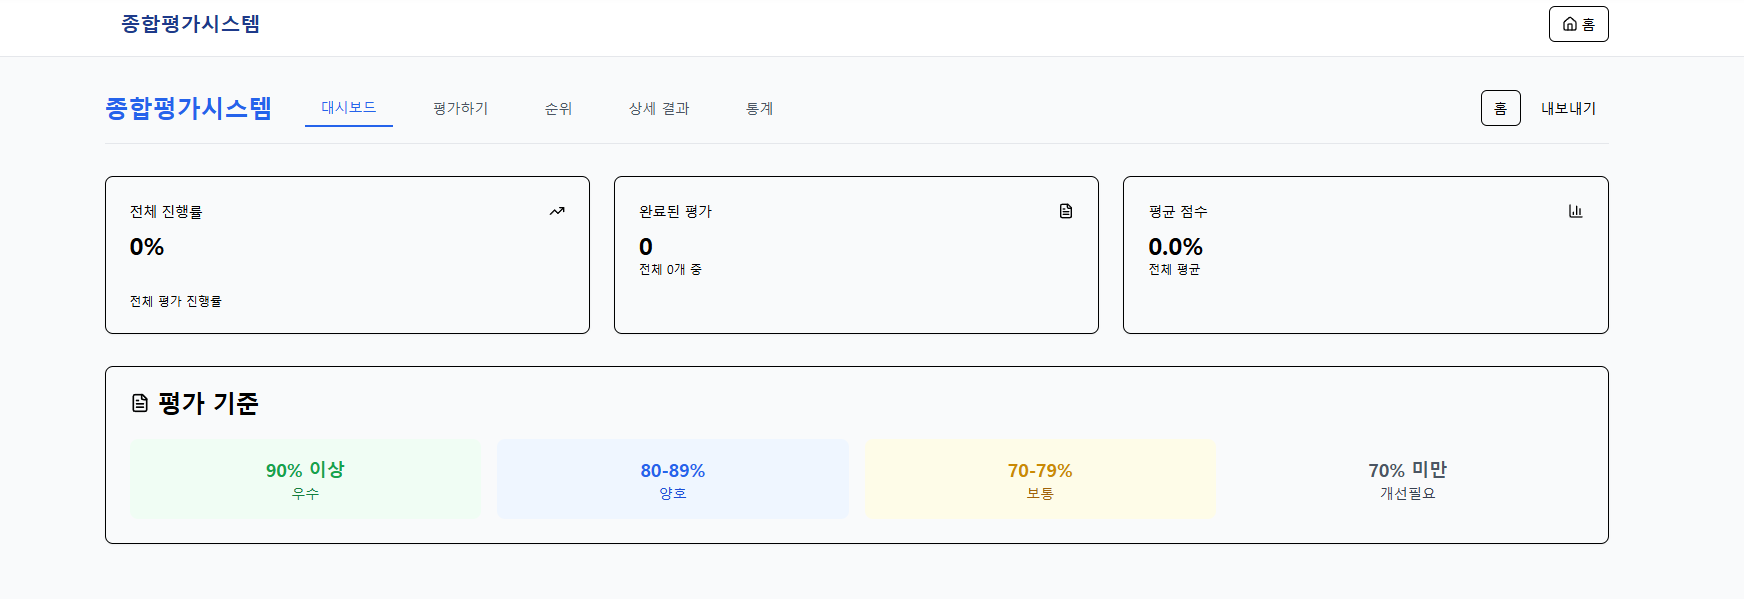 종합평가시스템
홈
종합평가시스템
대시보드
평가하기
순위
상세 결과
통계
홈
내보내기
전체 진행률
0%
전체 평가 진행률
완료된 평가
0
전체 0개 중
평균 점수
0.0%
전체 평균
평가 기준
90% 이상
우수
80-89%
양호
70-79%
보통
70% 미만
개선필요